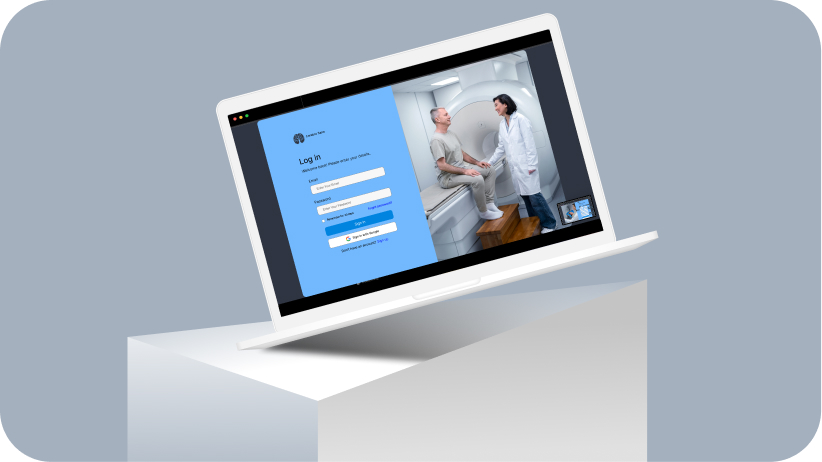 Log in
Welcome back! Please enter your details.
Email
Enter Your Email
Password
Enter Your Password
Remember for 30 days
Forgot password
Sign in
Sign in with Google
Don't have an account? Sign up